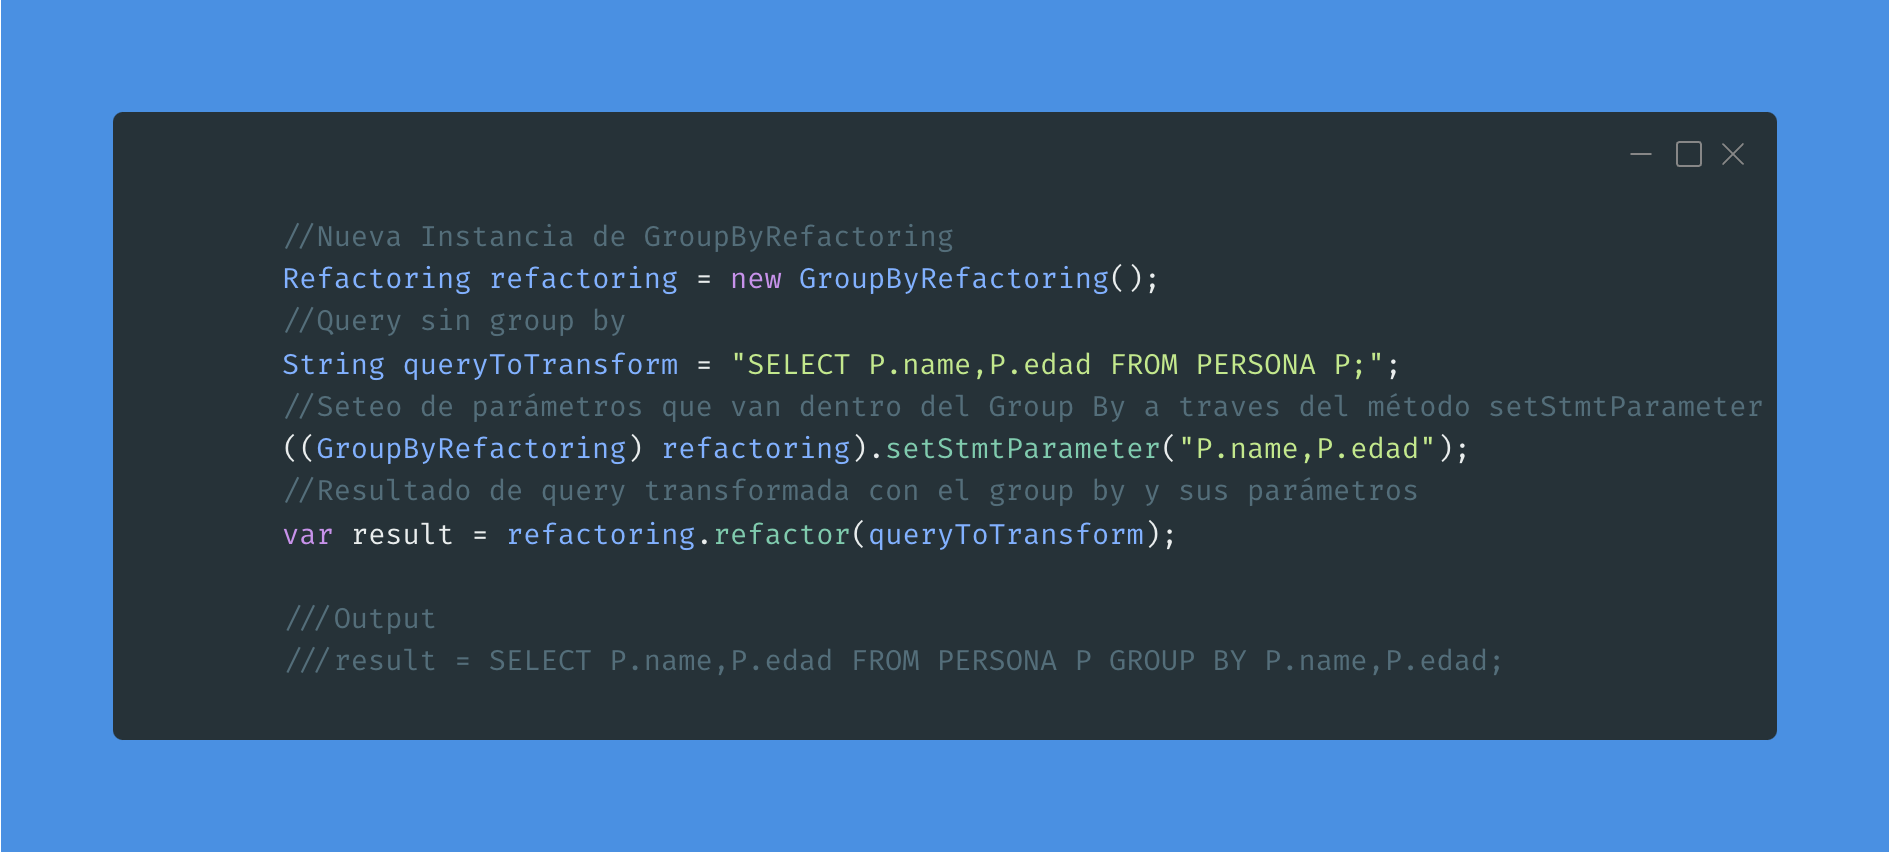 //Nueva Instancia de GroupByRefactoring
Refactoring refactoring = new GroupByRefactoring();
//Query sin group by
String queryToTransform = "SELECT P.name,P.edad FROM PERSONA P;";
//Seteo de parámetros que van dentro del Group By a traves del método setStmtParameter
((GroupByRefactoring) refactoring).setStmtParameter("P.name,P.edad");
//Resultado de query transformada con el group by y sus parámetros
var result = refactoring.refactor(queryToTransform);
///Output
///result = SELECT P.name,P.edad FROM PERSONA P GROUP BY P.name,P.edad;